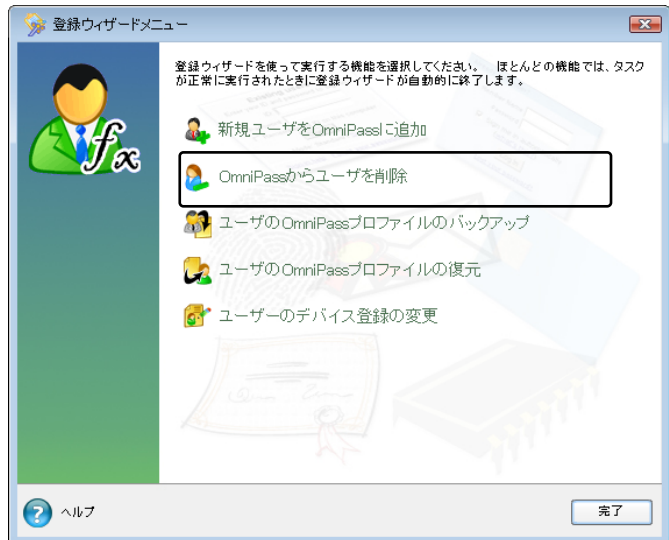 登録ウィザードメニュー
登録ウィザードを使って実行する機能を選択してください。 ほとんどの機能では、タスク
が正常に実行されたときに登録ウィザードが自動的に終了します。
fx
新規ユーザをOmniPassに追加
OmniPassからユーザを削除
ユーザのOmniPassプロファイルのバックアップ
ユーザのOmniPassプロファイルの復元
ユーザーのデバイス登録の変更
ヘルプ
完了